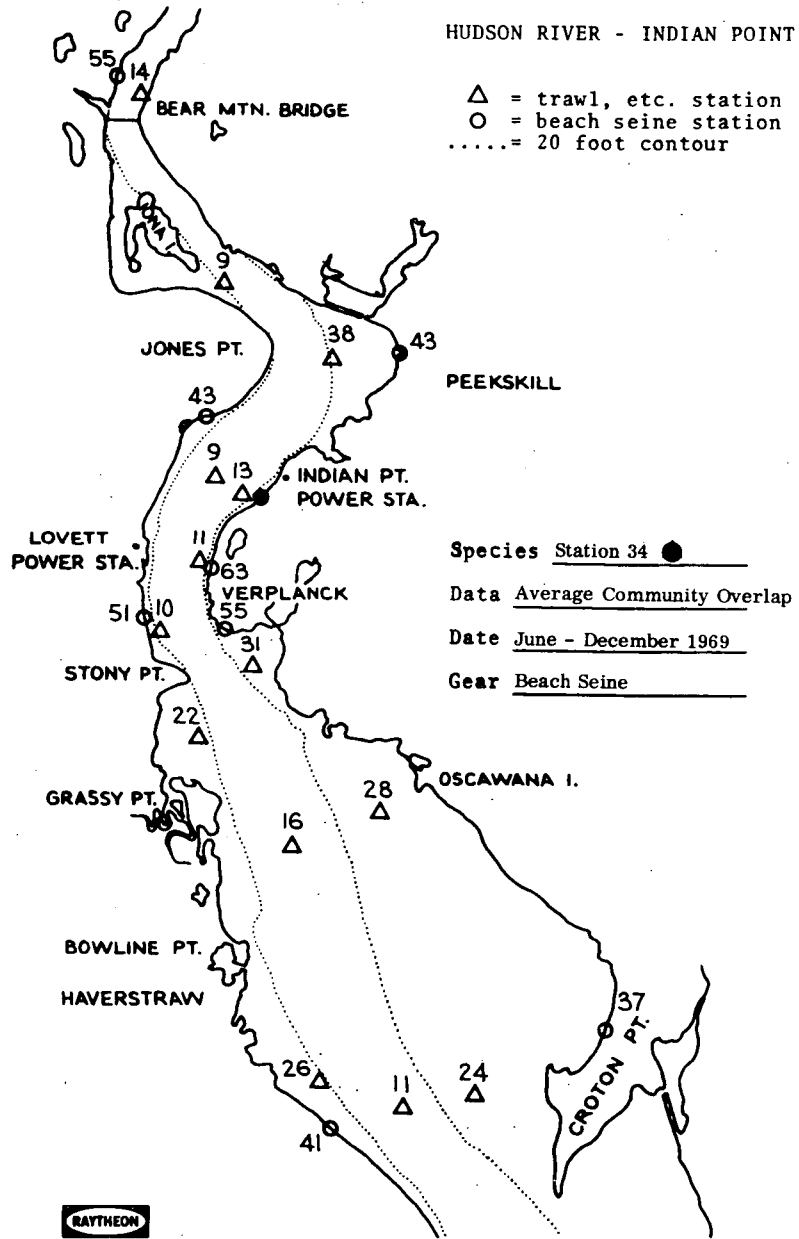 HUDSON RIVER - INDIAN POINT
△ = trawl, etc. station
○ = beach seine station
.....= 20 foot contour
55
14
BEAR MTN. BRIDGE
IONA I.
9
JONES PT.
38
43
PEEKSKILL
43
9
13
INDIAN PT.
POWER STA.
LOVETT
POWER STA.
11
63
VERPLANCK
Species Station 34 ●
Data Average Community Overlap
Date June - December 1969
Gear Beach Seine
51
10
55
31
STONY PT.
22
GRASSY PT.
OSCAWANA I.
28
16
BOWLINE PT.
HAVERSTRAW
37
CROTON PT.
26
11
24
41
RAYTHEON